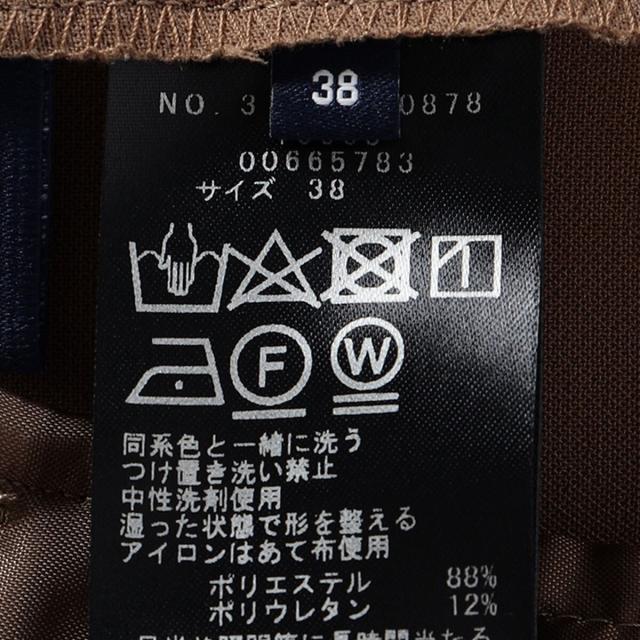 38
NO. 3 0878
00665783
サイズ 38
F W
同系色と一緒に洗う
つけ置き洗い禁止
中性洗剤使用
湿った状態で形を整える
アイロンはあて布使用
ポリエステル 88%
ポリウレタン 12%